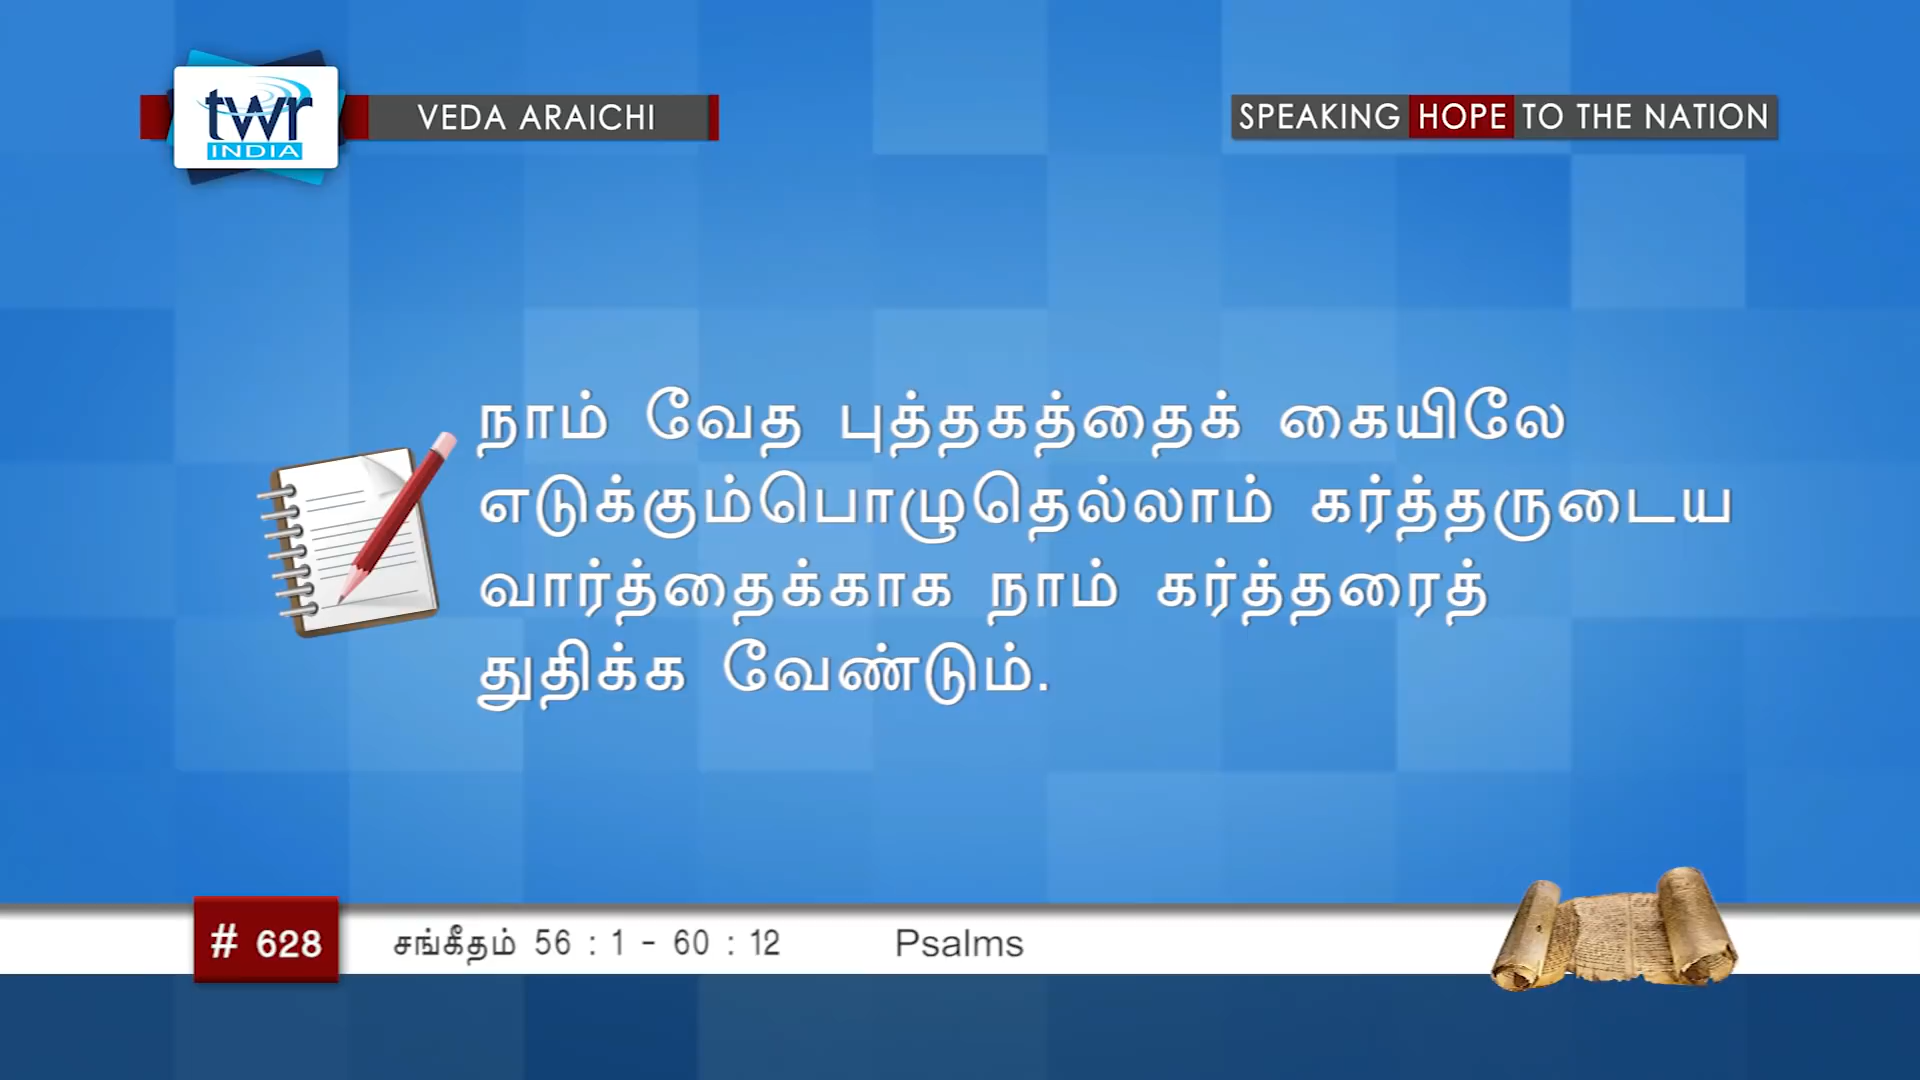 twr
INDIA
VEDA ARAICHI
SPEAKING HOPE TO THE NATION
நாம் வேத புத்தகத்தைக் கையிலே
எடுக்கும்பொழுதெல்லாம் கர்த்தருடைய
வார்த்தைக்காக நாம் கர்த்தரைத்
துதிக்க வேண்டும்.
# 628
சங்கீதம் 56 : 1 - 60 : 12
Psalms